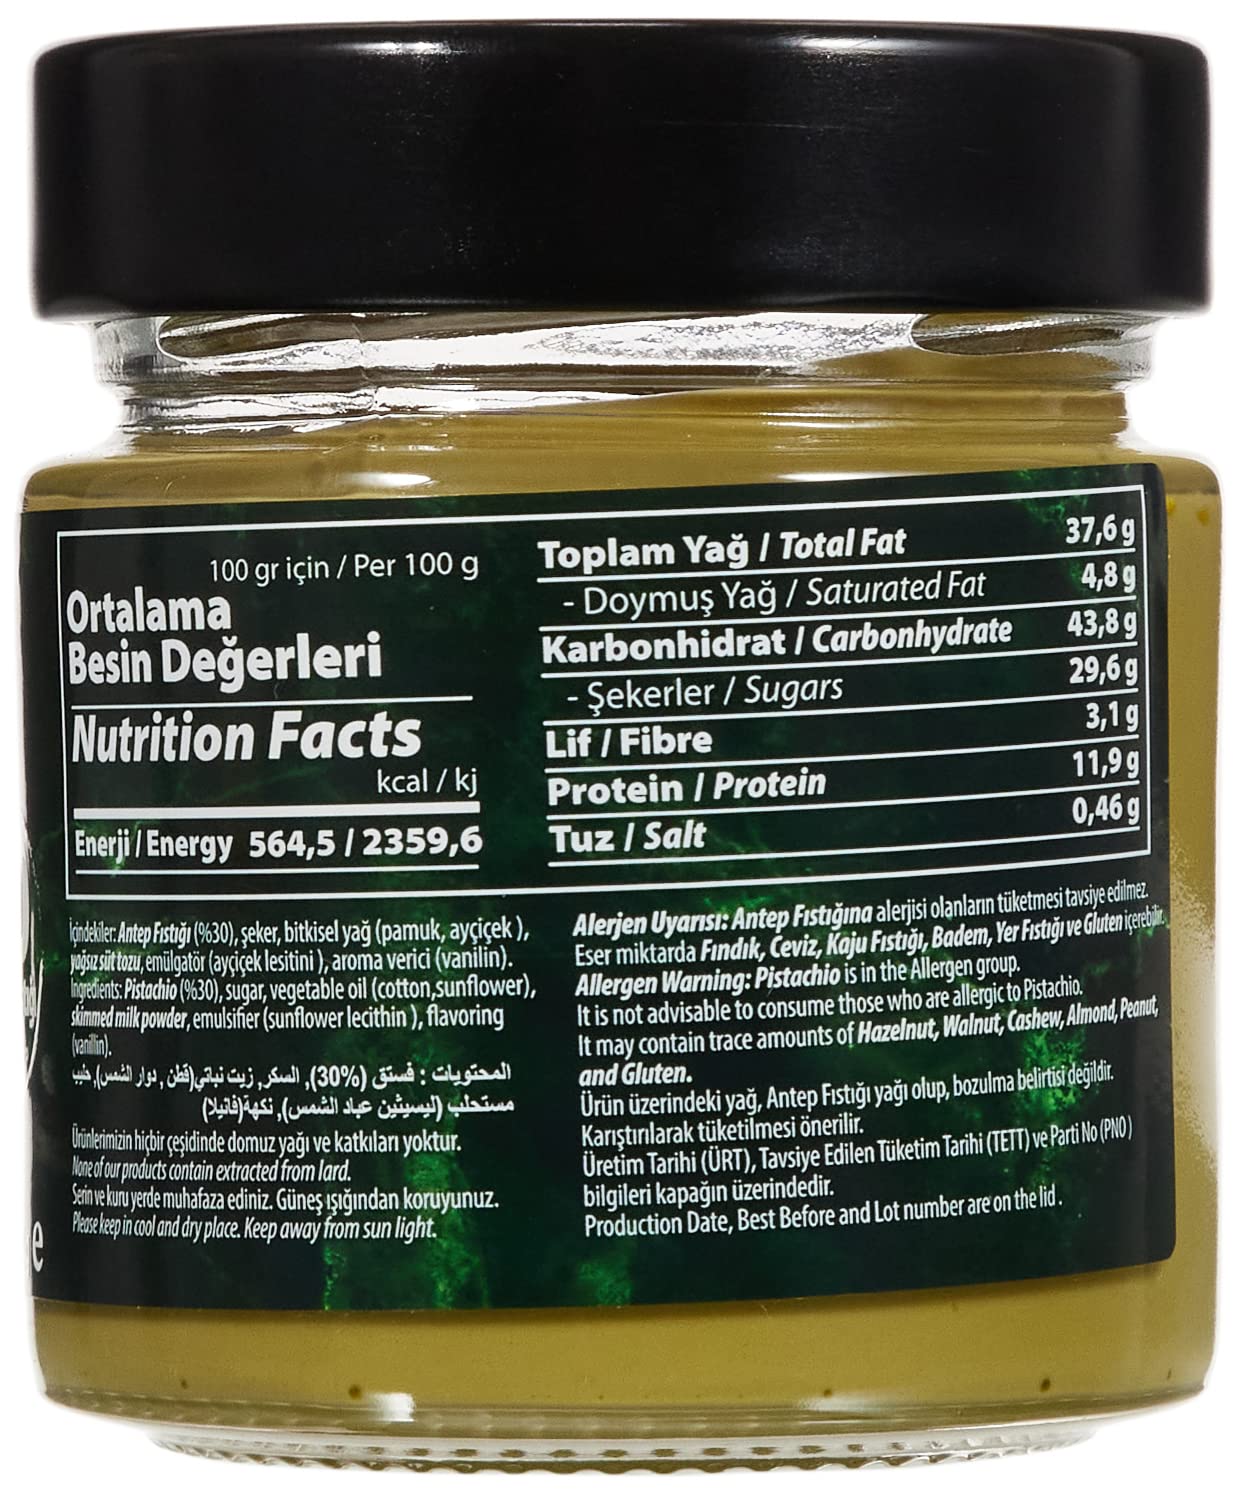 100 gr için / Per 100 g
Ortalama
Besin Değerleri
Nutrition Facts
kcal / kj
Enerji / Energy 564,5 / 2359,6
Toplam Yağ / Total Fat 37,6 g
- Doymuş Yağ / Saturated Fat 4,8 g
Karbonhidrat / Carbonhydrate 43,8 g
- Şekerler / Sugars 29,6 g
Lif / Fibre 3,1 g
Protein / Protein 11,9 g
Tuz / Salt 0,46 g
İçindekiler: Antep Fıstığı (%30), şeker, bitkisel yağ (pamuk, ayçiçek ),
yağsız süt tozu, emülgatör (ayçiçek lesitini ), aroma verici (vanilin).
Ingredients: Pistachio (%30), sugar, vegetable oil (cotton,sunflower),
skimmed milk powder, emulsifier (sunflower lecithin ), flavoring
(vanillin).
المحتويات : فستق (%30), السكر, زيت نباتي(قطن , دوار الشمس), حليب
مستحلب (ليسيثين عباد الشمس), نكهة(فانيلا)
Ürünlerimizin hiçbir çeşidinde domuz yağı ve katkıları yoktur.
None of our products contain extracted from lard.
Serin ve kuru yerde muhafaza ediniz. Güneş ışığından koruyunuz.
Please keep in cool and dry place. Keep away from sun light.
Alerjen Uyarısı: Antep Fıstığına alerjisi olanların tüketmesi tavsiye edilmez.
Eser miktarda Fındık, Ceviz, Kaju Fıstığı, Badem, Yer Fıstığı ve Gluten içerebilir.
Allergen Warning: Pistachio is in the Allergen group.
It is not advisable to consume those who are allergic to Pistachio.
It may contain trace amounts of Hazelnut, Walnut, Cashew, Almond, Peanut,
and Gluten.
Ürün üzerindeki yağ, Antep Fıstığı yağı olup, bozulma belirtisi değildir.
Karıştırılarak tüketilmesi önerilir.
Üretim Tarihi (ÜRT), Tavsiye Edilen Tüketim Tarihi (TETT) ve Parti No (PNO )
bilgileri kapağın üzerindedir.
Production Date, Best Before and Lot number are on the lid .